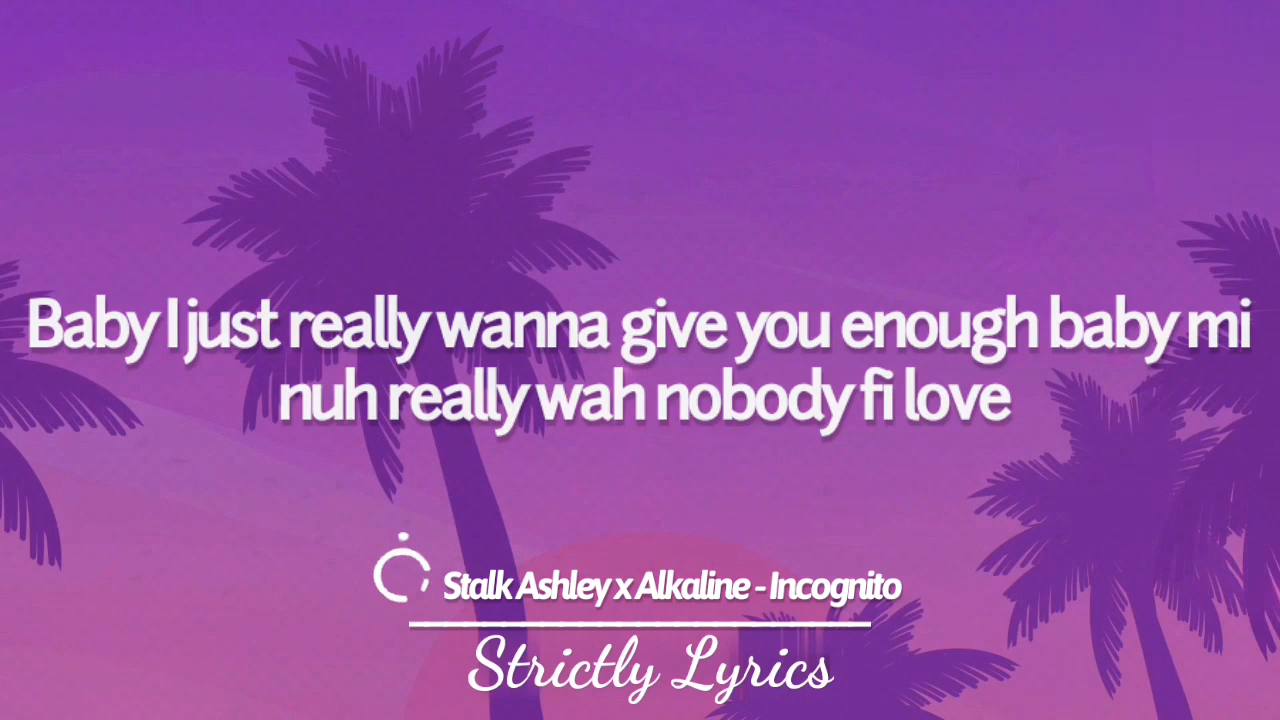 Baby I just really wanna give you enough baby mi
nuh really wah nobody fi love
Stalk Ashley x Alkaline - Incognito
Strictly Lyrics